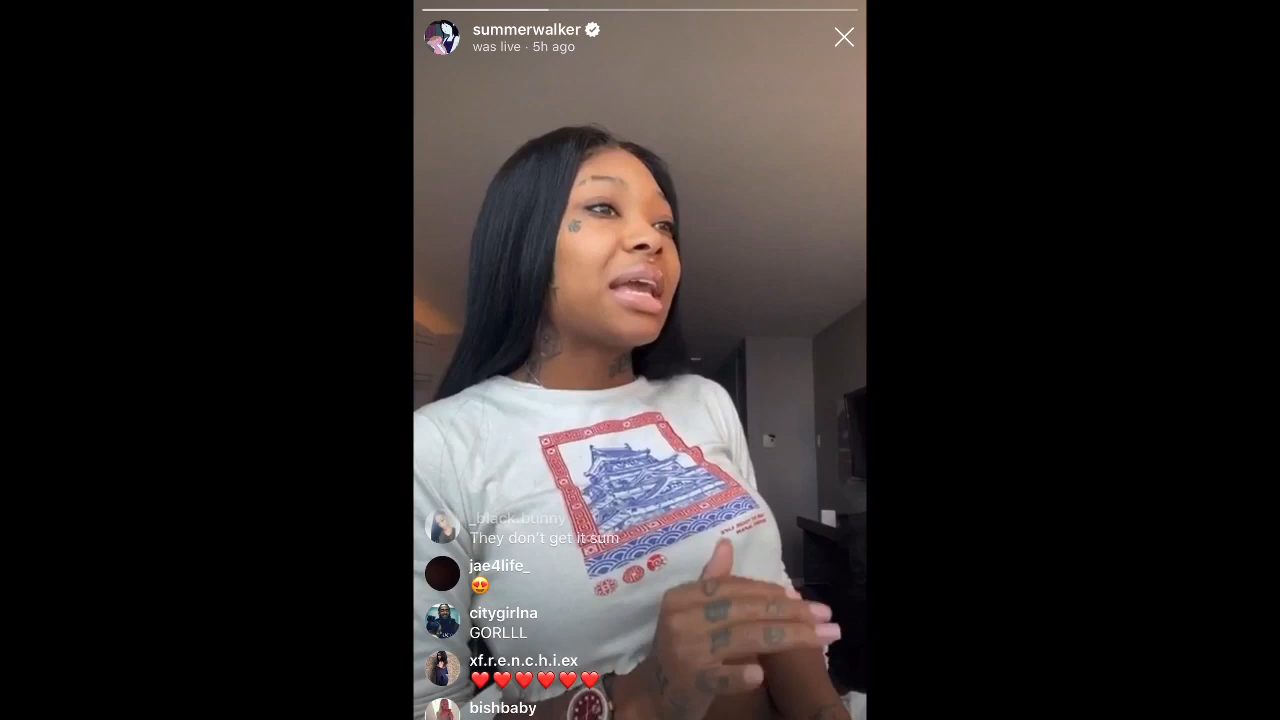 summerwalker
was live · 5h ago
_black.bunny
They don't get it sum
jae4life_
😍
citygirlna
GORLLL
xf.r.e.n.c.h.i.ex
❤️❤️❤️❤️❤️❤️
bishbaby